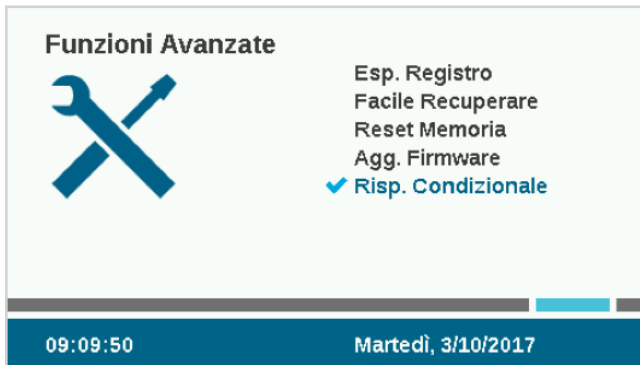 Funzioni Avanzate
Esp. Registro
Facile Recuperare
Reset Memoria
Agg. Firmware
Risp. Condizionale
09:09:50 Martedì, 3/10/2017